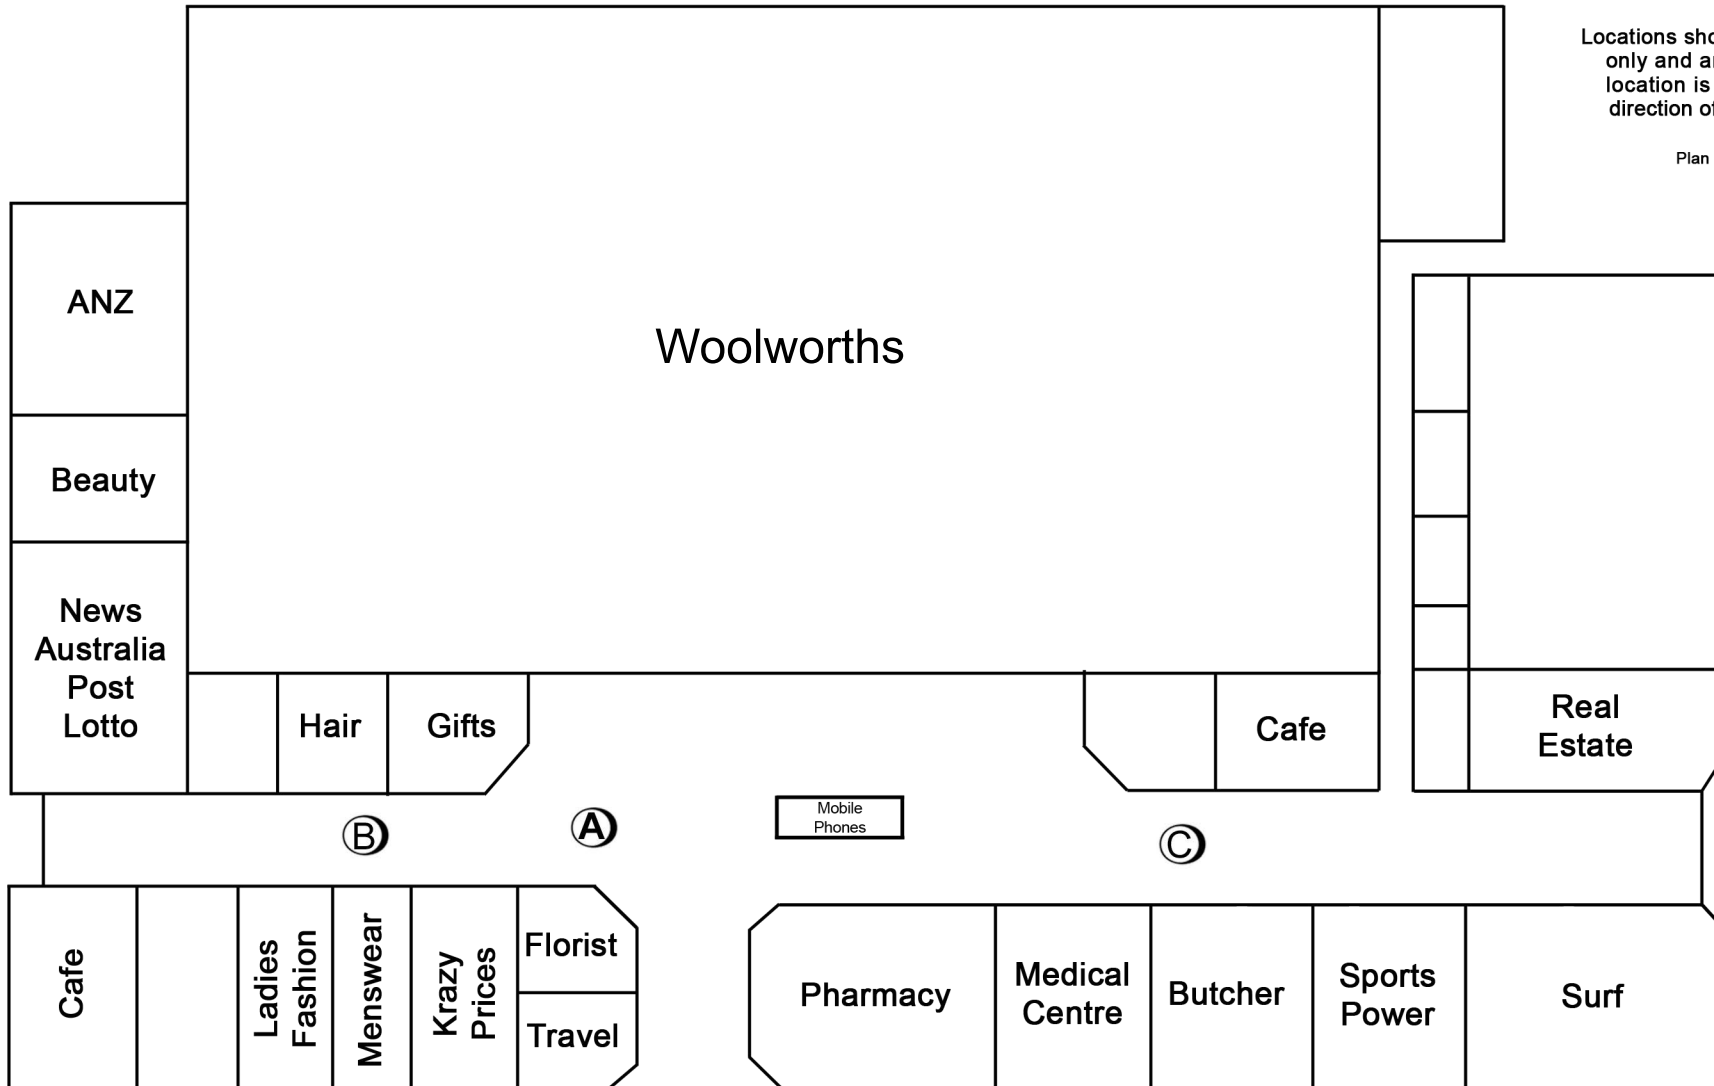 Locations sho
only and a
location is
direction of
Plan
ANZ
Woolworths
Beauty
News
Australia
Post
Lotto
Hair
Gifts
Cafe
Real
Estate
Mobile
Phones
B
A
C
Cafe
Ladies
Fashion
Menswear
Krazy
Prices
Florist
Travel
Pharmacy
Medical
Centre
Butcher
Sports
Power
Surf